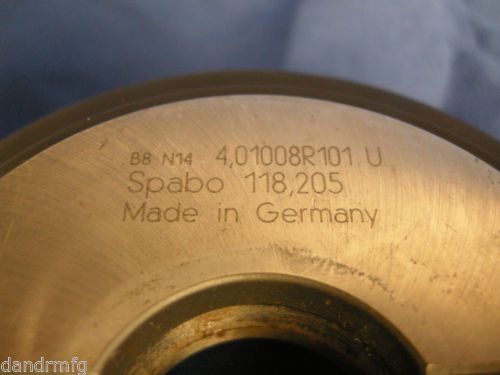 B8 N14 4,01008R101 U
Spabo 118,205
Made in Germany
dandrmfg